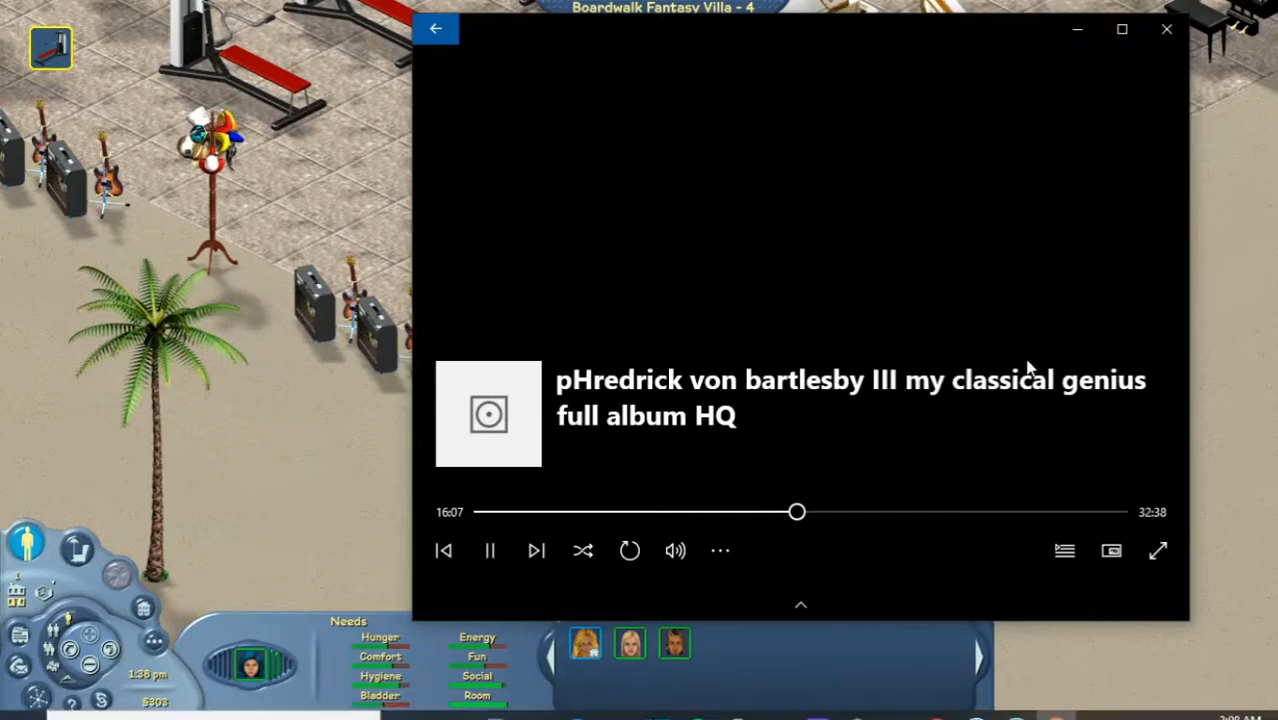 Boardwalk Fantasy Villa - 4
pHredrick von bartlesby III my classical genius
full album HQ
16:07
32:38
Needs
Hunger
Energy
Comfort
Fun
Hygiene
Social
Bladder
Room
1:38 pm
$303